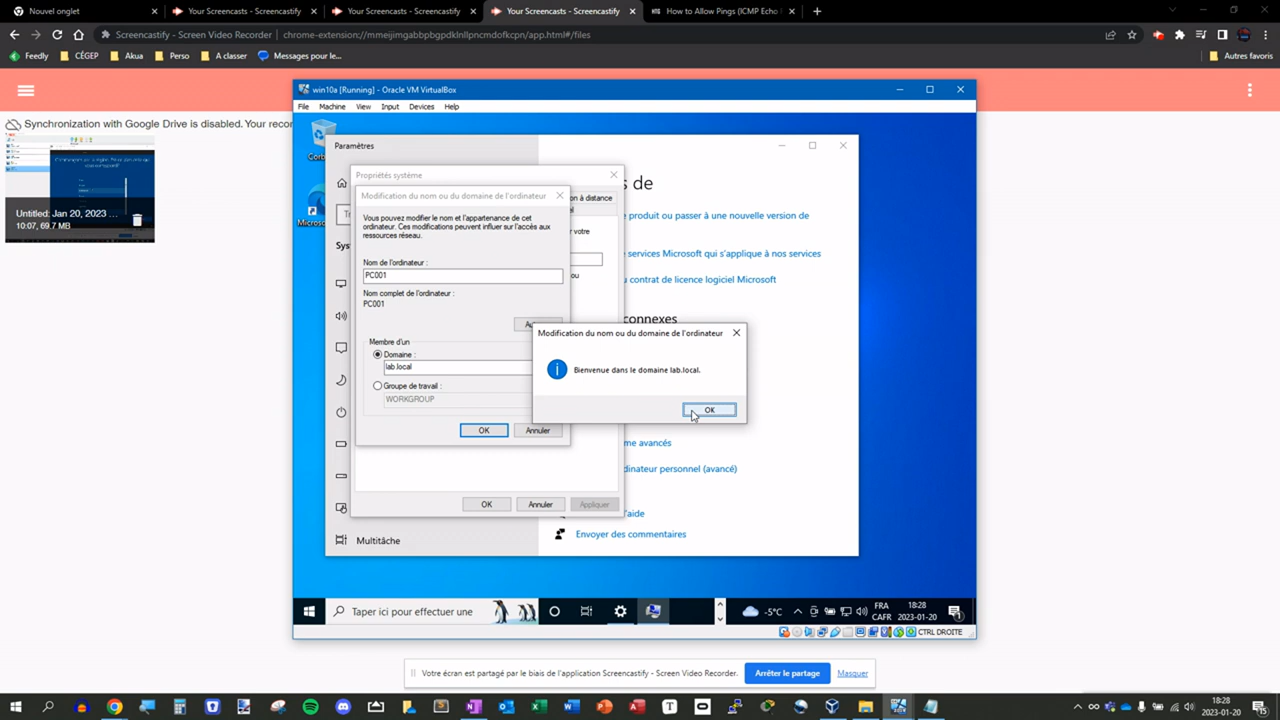 Nouvel onglet
Your Screencasts - Screencastify
Your Screencasts - Screencastify
Your Screencasts - Screencastify
How to Allow Pings (ICMP Echo
Screencastify - Screen Video Recorder
chrome-extension://mmeijimgabbpbgpdklnllpncmdofkcpn/app.html#/files
Feedly
CÉGEP
Akua
Perso
A classer
Messages pour le...
Autres favoris
Synchronization with Google Drive is disabled. Your recor
Untitled: Jan 20, 2023 ...
10:07, 69.7 MB
win10a [Running] - Oracle VM VirtualBox
File Machine View Input Devices Help
Paramètres
Propriétés système
Modification du nom ou du domaine de l'ordinateur
Vous pouvez modifier le nom et l'appartenance de cet
ordinateur. Ces modifications peuvent influer sur l'accès aux
ressources réseau.
Nom de l'ordinateur :
PC001
Nom complet de l'ordinateur :
PC001
Membre d'un
Domaine :
lab.local
Groupe de travail :
WORKGROUP
OK
Annuler
OK
Annuler
Appliquer
Multitâche
n à distance
r votre
ou
s de
e produit ou passer à une nouvelle version de
services Microsoft qui s'applique à nos services
u contrat de licence logiciel Microsoft
connexes
Modification du nom ou du domaine de l'ordinateur
Bienvenue dans le domaine lab.local.
OK
me avancés
dinateur personnel (avancé)
l'aide
Envoyer des commentaires
Taper ici pour effectuer une
-5°C
FRA
CAFR
18:28
2023-01-20
CTRL DROITE
Votre écran est partagé par le biais de l'application Screencastify - Screen Video Recorder.
Arrêter le partage
Masquer
18:28
2023-01-20